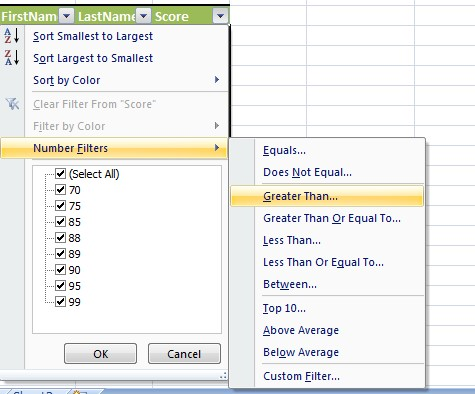 FirstNam LastName Score
Sort Smallest to Largest
Sort Largest to Smallest
Sort by Color
Clear Filter From "Score"
Filter by Color
Number Filters
(Select All)
70
75
85
88
89
90
95
99
OK Cancel
Equals...
Does Not Equal...
Greater Than...
Greater Than Or Equal To...
Less Than...
Less Than Or Equal To...
Between...
Top 10...
Above Average
Below Average
Custom Filter...